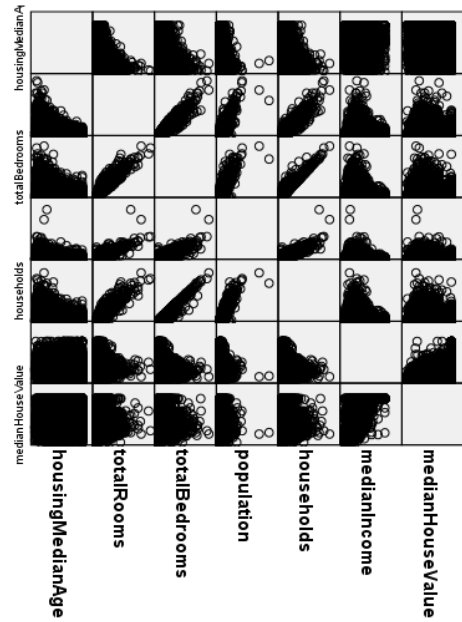 housingMedianA
totalBedrooms
households
medianHouseValue
housingMedianAge
totalRooms
totalBedrooms
population
households
medianIncome
medianHouseValue